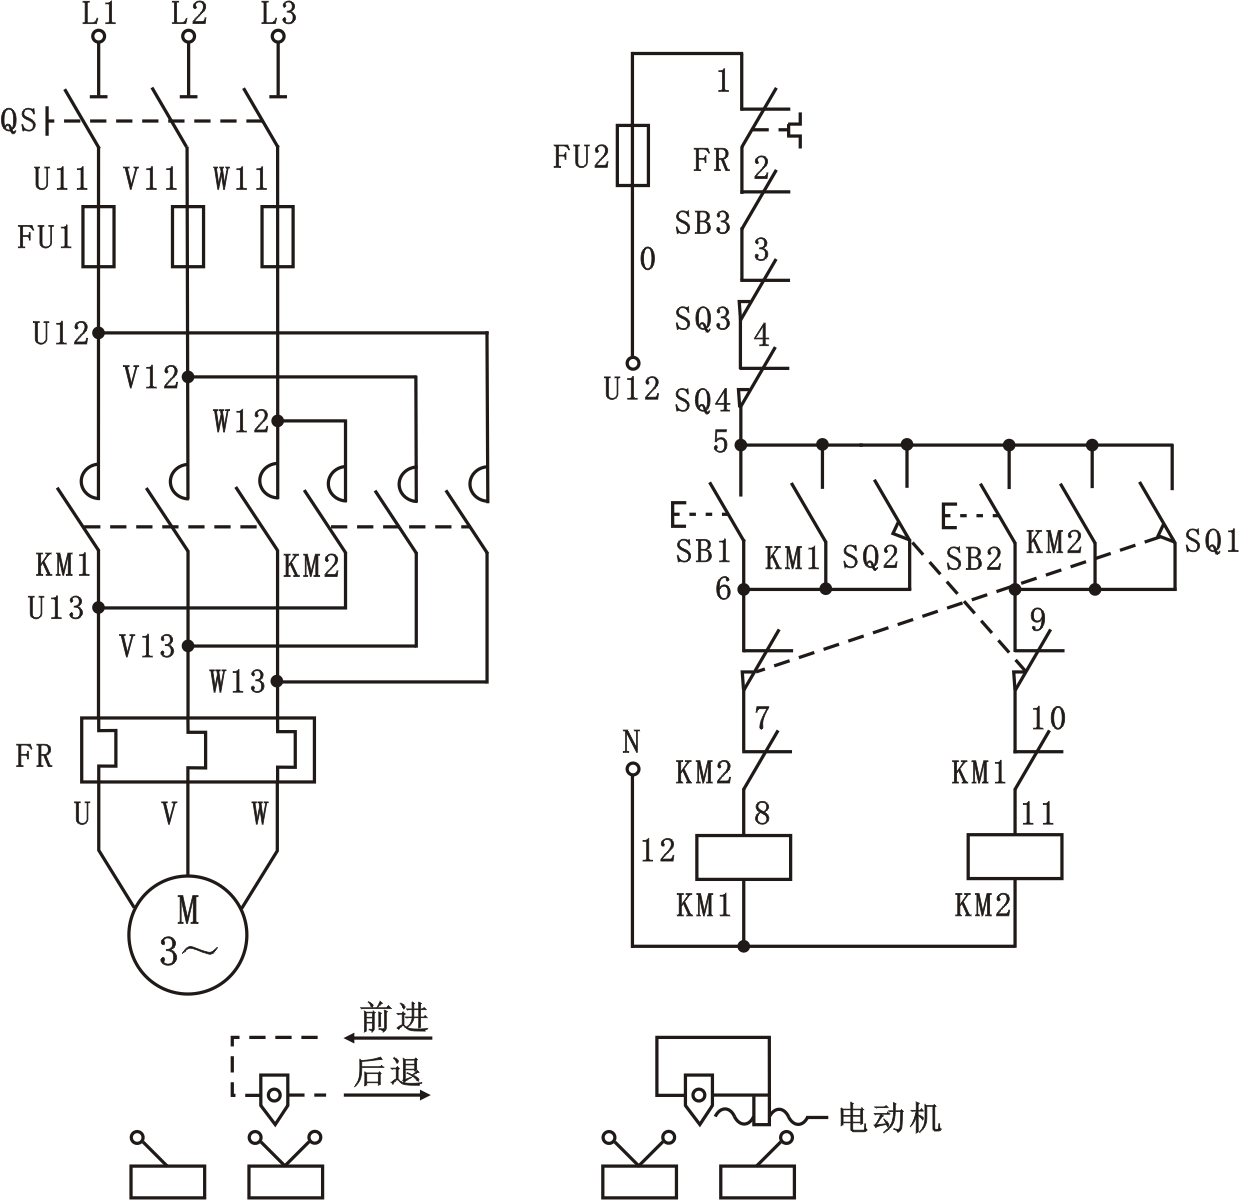 L1 L2 L3
QS
U11 V11 W11
FU1
U12
V12
W12
KM1 KM2
U13
V13
W13
FR
U V W
M
3～
1
FU2 FR
2
SB3
0 3
SQ3
4
U12 SQ4
5
SB1 KM1 SQ2 SB2 KM2 SQ1
6 9
7 10
N KM2 KM1
8 11
12
KM1 KM2
前进
后退
电动机